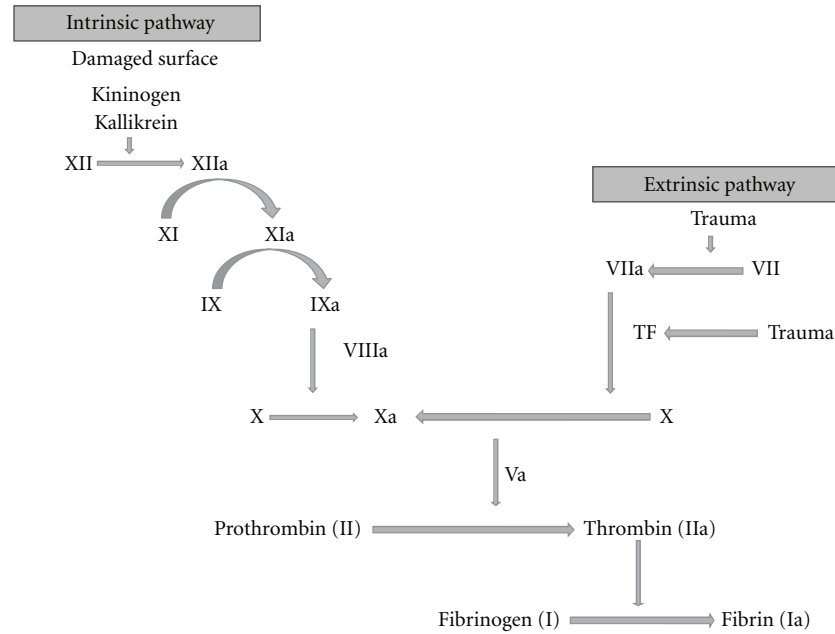 Intrinsic pathway
Damaged surface
Kininogen
Kallikrein
XII XIIa
Extrinsic pathway
Trauma
XI XIa
VIIa VII
IX IXa
TF Trauma
VIIIa
X Xa X
Va
Prothrombin (II) Thrombin (IIa)
Fibrinogen (I) Fibrin (Ia)